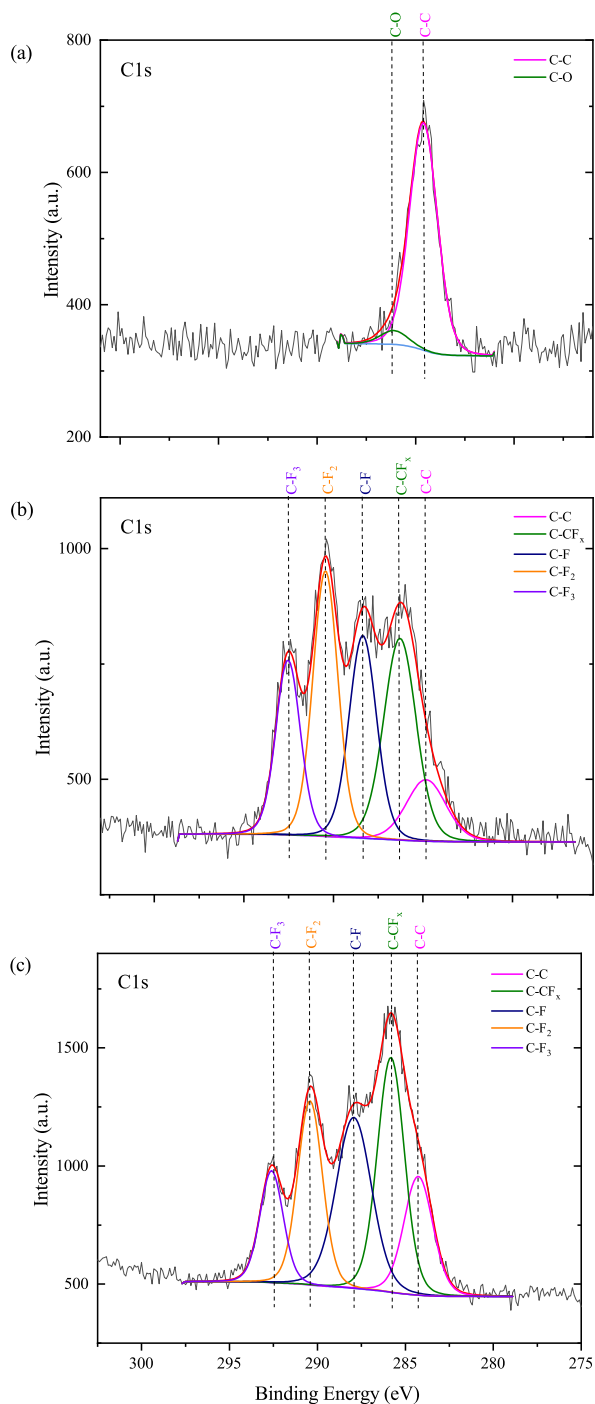 C-O
C-C
(a)
C1s
C-C
C-O
800
600
400
200
Intensity (a.u.)
C-F₃
C-F₂
C-F
C-CFₓ
C-C
(b)
C1s
C-C
C-CFₓ
C-F
C-F₂
C-F₃
1000
500
Intensity (a.u.)
C-F₃
C-F₂
C-F
C-CFₓ
C-C
(c)
C1s
C-C
C-CFₓ
C-F
C-F₂
C-F₃
1500
1000
500
Intensity (a.u.)
300 295 290 285 280 275
Binding Energy (eV)